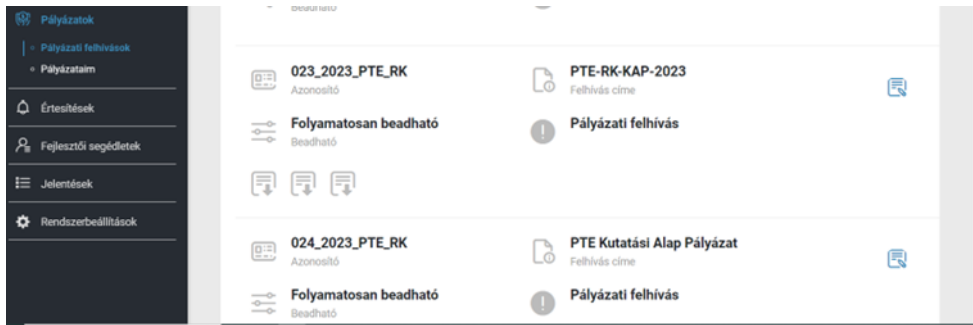 Pályázatok
Pályázati felhívások
Pályázataim
Értesítések
Fejlesztői segédletek
Jelentések
Rendszerbeállítások
Beadható
023_2023_PTE_RK
Azonosító
PTE-RK-KAP-2023
Felhívás címe
Folyamatosan beadható
Beadható
Pályázati felhívás
024_2023_PTE_RK
Azonosító
PTE Kutatási Alap Pályázat
Felhívás címe
Folyamatosan beadható
Beadható
Pályázati felhívás